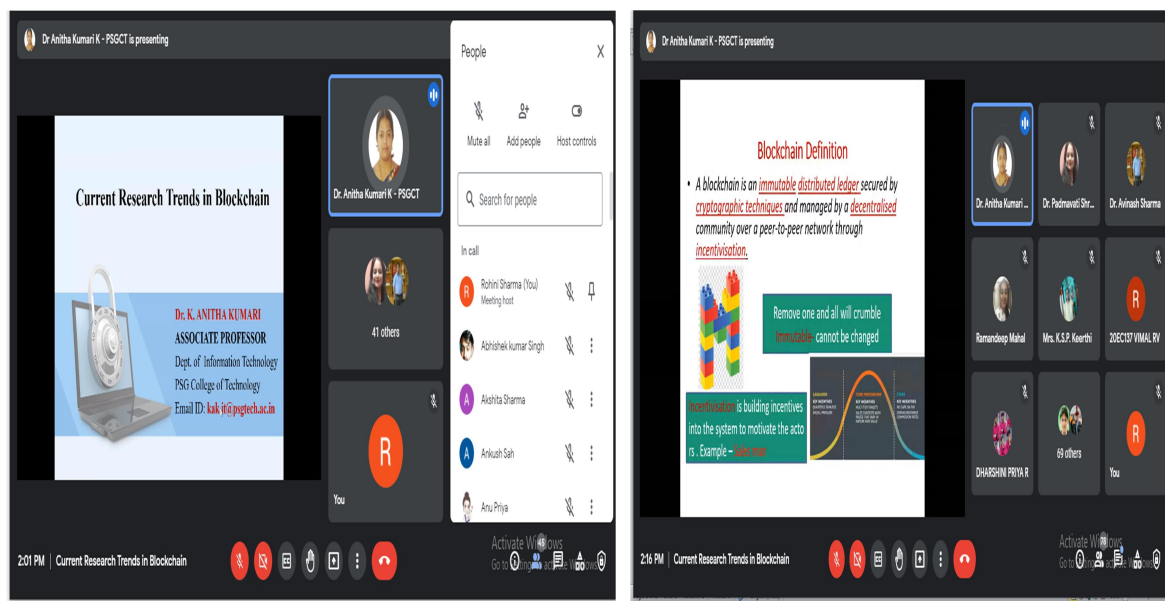 Dr Anitha Kumari K - PSGCT is presenting
Current Research Trends in Blockchain
Dr. K. ANITHA KUMARI
ASSOCIATE PROFESSOR
Dept. of Information Technology
PSG College of Technology
Email ID: kak.it@psgtech.ac.in
Dr. Anitha Kumari K - PSGCT
41 others
R
You
People
Mute all
Add people
Host controls
Search for people
In call
R
Rohini Sharma (You)
Meeting host
Abhishek kumar Singh
A
Akshita Sharma
A
Ankush Sah
Anu Priya
Activate Windows
45
2:01 PM | Current Research Trends in Blockchain
Dr Anitha Kumari K - PSGCT is presenting
Blockchain Definition
• A blockchain is an immutable distributed ledger secured by
cryptographic techniques and managed by a decentralised
community over a peer-to-peer network through
incentivisation.
Remove one and all will crumble
Immutable- cannot be changed
Incentivisation is building incentives
into the system to motivate the acto
rs . Example – Sales man
Dr. Anitha Kumari ...
Dr. Padmavati Shr...
Dr. Avinash Sharma
Ramandeep Mahal
Mrs. K.S.P. Keerthi
R
20EC137 VIMAL RV
DHARSHINI PRIYA R
69 others
R
You
Activate Windows
2:16 PM | Current Research Trends in Blockchain